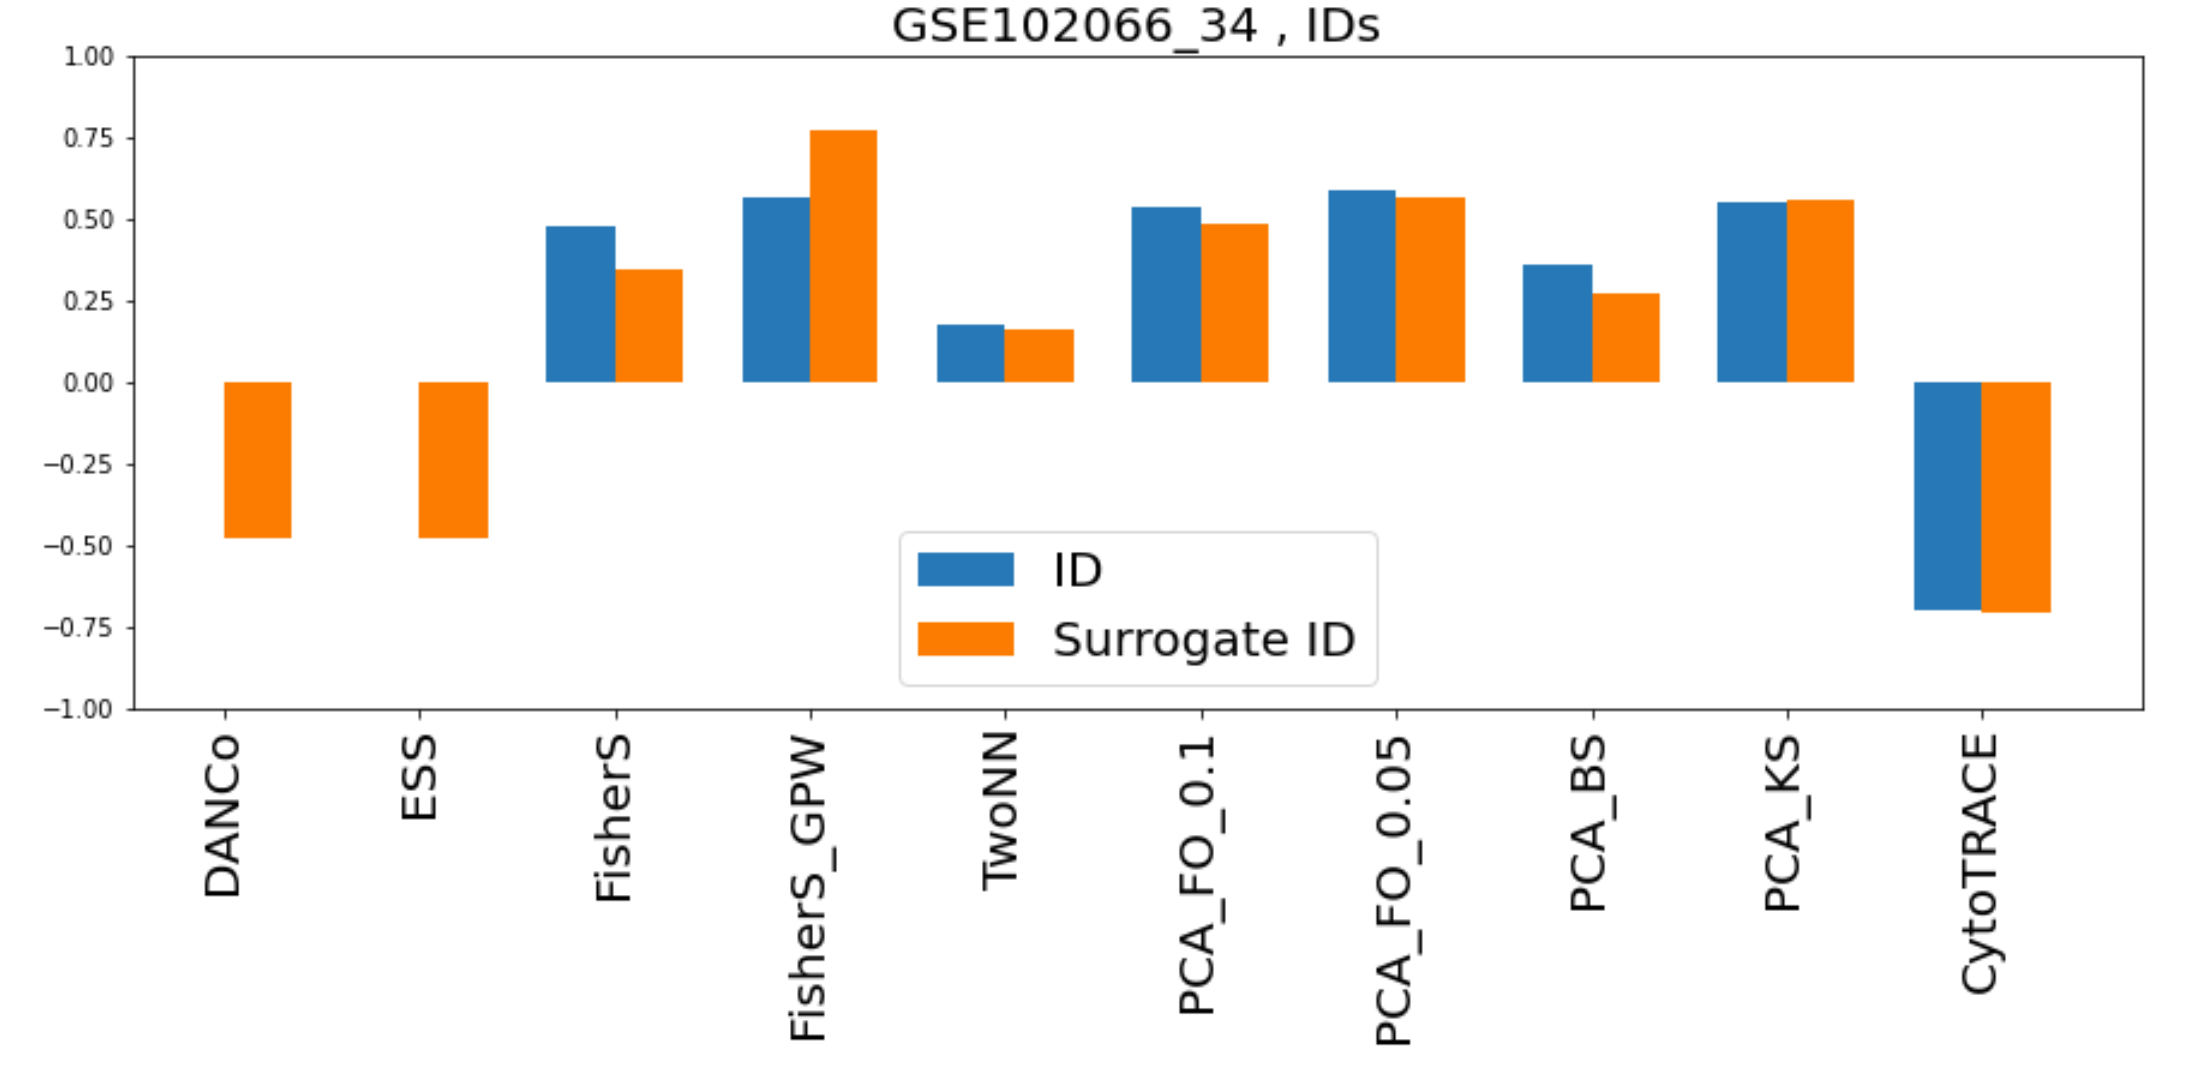 GSE102066_34 , IDs
1.00
0.75
0.50
0.25
0.00
−0.25
−0.50
−0.75
−1.00
ID
Surrogate ID
DANCo
ESS
FisherS
FisherS_GPW
TwoNN
PCA_FO_0.1
PCA_FO_0.05
PCA_BS
PCA_KS
CytoTRACE